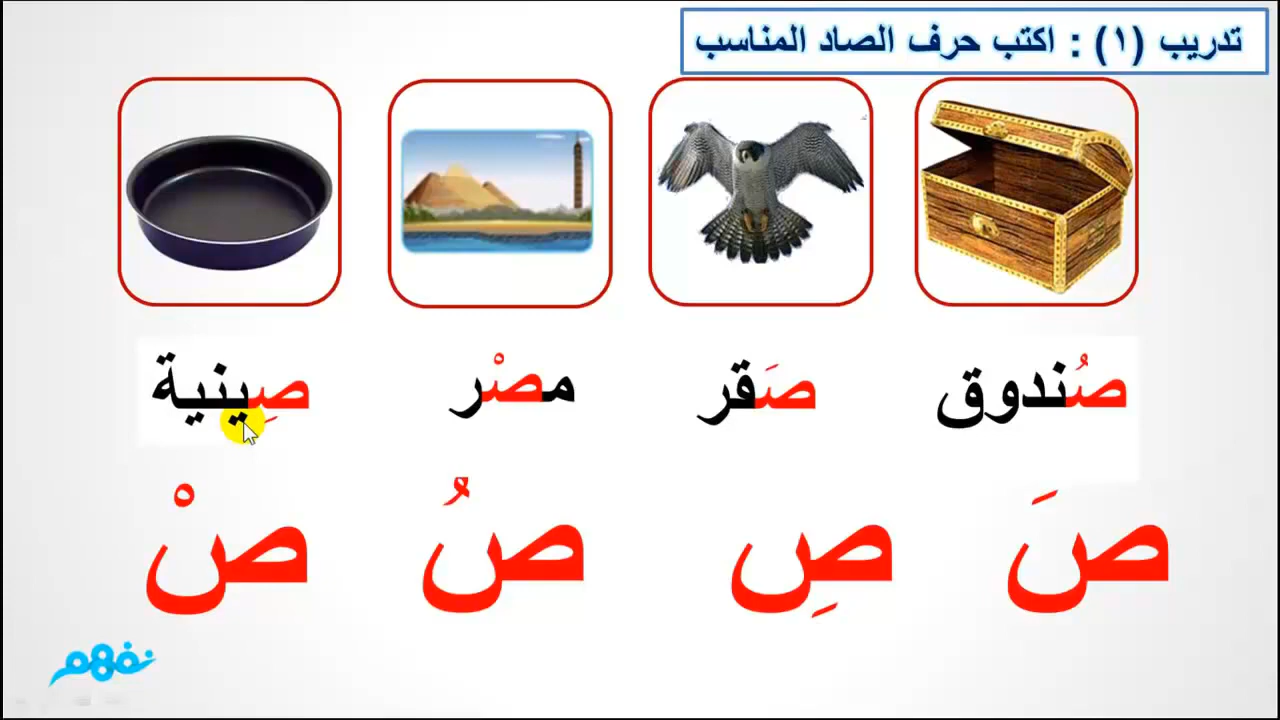 تدريب (١) : اكتب حرف الصاد المناسب
صُندوق صَقر مصْر صِينية
صَ صِ صُ صْ
نفهم